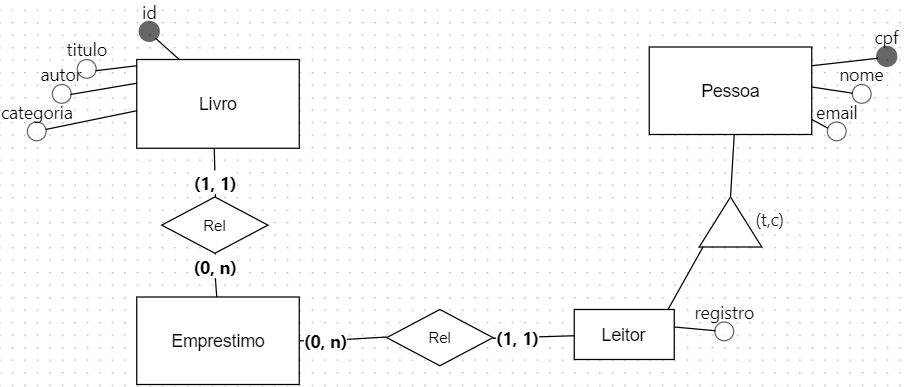 id
titulo
autor
categoria
Livro
(1, 1)
Rel
(0, n)
Emprestimo
(0, n)
Rel
(1, 1)
Leitor
registro
(t,c)
Pessoa
cpf
nome
email